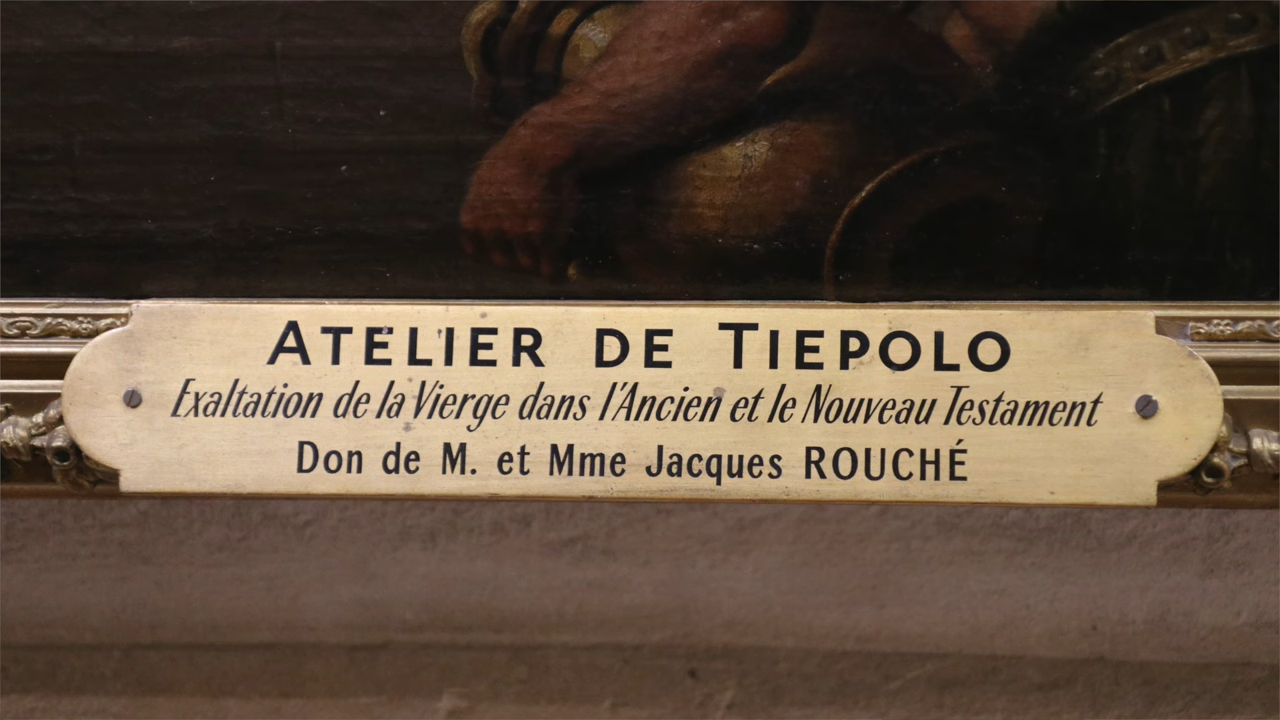 ATELIER DE TIEPOLO
Exaltation de la Vierge dans l'Ancien et le Nouveau Testament
Don de M. et Mme Jacques ROUCHÉ